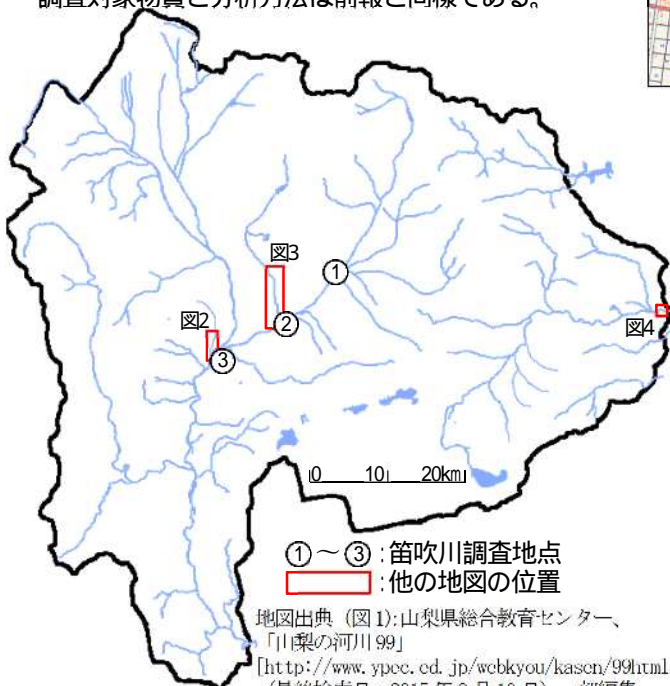 調査対象物質と分析方法は前報と同様である。
図3
①
図2
②
③
図4
0 10 20km
①～③:笛吹川調査地点
:他の地図の位置
地図出典 (図1):山梨県総合教育センター、
「山梨の河川99」
[http://www.ypec.ed.jp/webkyou/kasen/99html